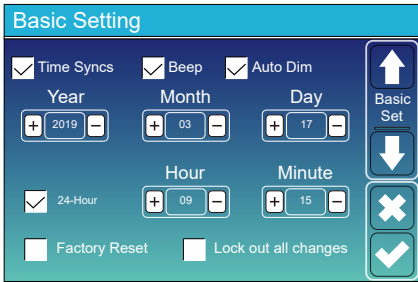 Basic Setting
Time Syncs Beep Auto Dim
Year Month Day
+ 2019 − + 03 − + 17 −
Basic
Set
Hour Minute
24-Hour + 09 − + 15 −
Factory Reset Lock out all changes